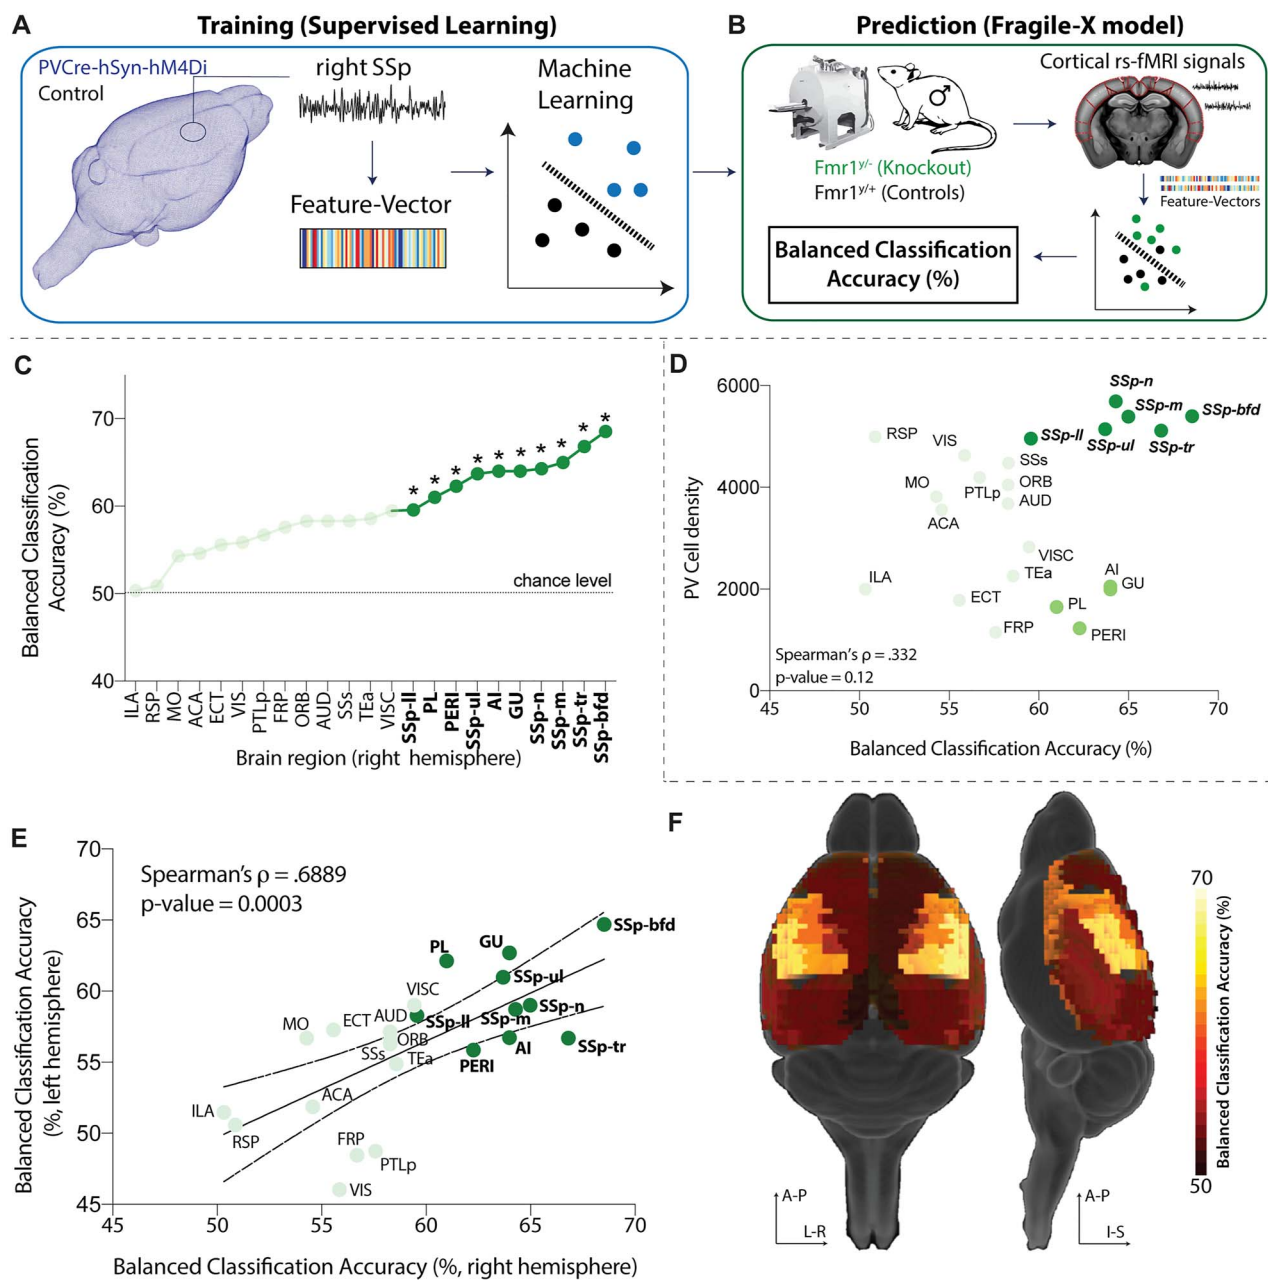 A
Training (Supervised Learning)
PVCre-hSyn-hM4Di
Control
right SSp
Feature-Vector
Machine
Learning
B
Prediction (Fragile-X model)
Fmr1y/- (Knockout)
Fmr1y/+ (Controls)
Cortical rs-fMRI signals
Feature-Vectors
Balanced Classification
Accuracy (%)
C
Balanced Classification
Accuracy (%)
70
60
50
40
*
*
*
*
*
*
*
*
*
*
chance level
ILA
RSP
MO
ACA
ECT
VIS
PTLp
FRP
ORB
AUD
SSs
TEa
VISC
SSp-ll
PL
PERI
SSp-ul
AI
GU
SSp-n
SSp-m
SSp-tr
SSp-bfd
Brain region (right hemisphere)
D
PV Cell density
6000
4000
2000
0
SSp-n
SSp-m
SSp-bfd
SSp-ll
SSp-ul
SSp-tr
RSP
VIS
SSs
MO
PTLp
ORB
AUD
ACA
VISC
TEa
AI
GU
ILA
ECT
PL
FRP
PERI
Spearman's ρ = .332
p-value = 0.12
45
50
55
60
65
70
Balanced Classification Accuracy (%)
E
Balanced Classification Accuracy
(%, left hemisphere)
70
65
60
55
50
45
Spearman's ρ = .6889
p-value = 0.0003
SSp-bfd
PL
GU
SSp-ul
VISC
SSp-n
MO
ECT
AUD
SSp-ll
SSp-m
ORB
SSs
TEa
PERI
AI
SSp-tr
ILA
ACA
RSP
FRP
PTLp
VIS
45
50
55
60
65
70
Balanced Classification Accuracy (%, right hemisphere)
F
70
Balanced Classification Accuracy (%)
50
A-P
L-R
A-P
I-S